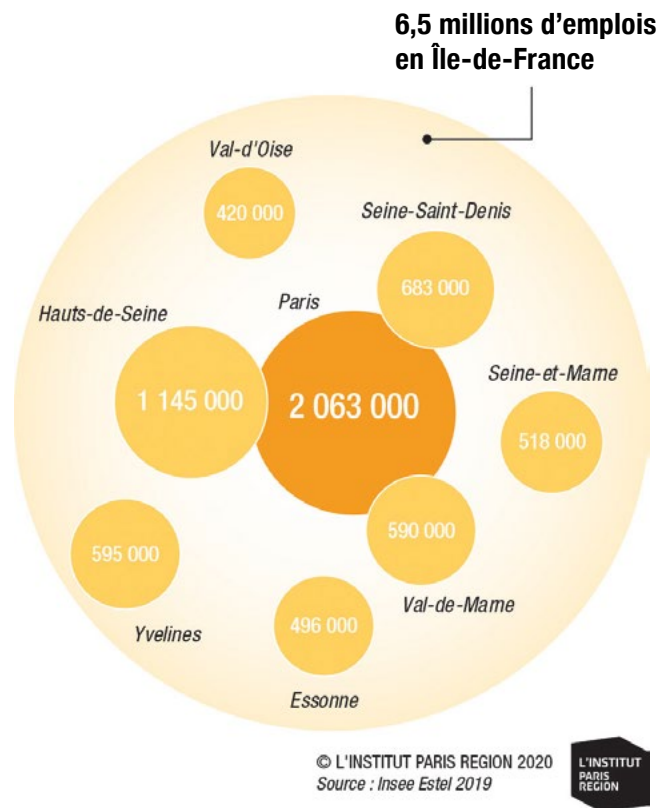 6,5 millions d’emplois
en Île-de-France
Val-d'Oise
420 000
Seine-Saint-Denis
683 000
Paris
Hauts-de-Seine
1 145 000
2 063 000
Seine-et-Marne
518 000
590 000
595 000
Val-de-Marne
Yvelines
496 000
Essonne
© L'INSTITUT PARIS REGION 2020
Source : Insee Estel 2019
L'INSTITUT
PARIS
REGION